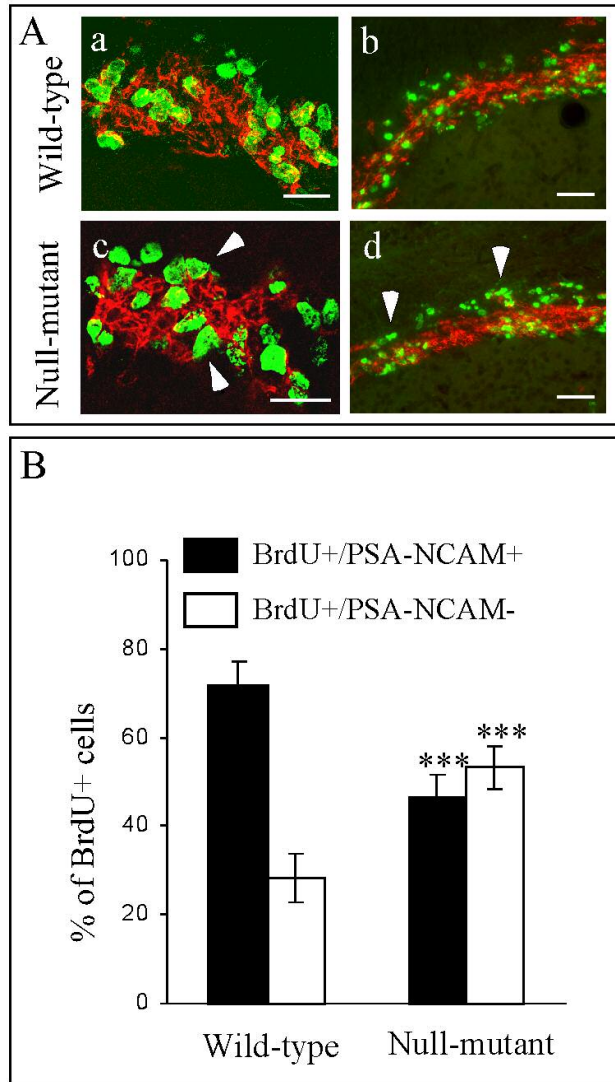 A
a
b
Wild-type
c
d
Null-mutant
B
100
80
60
40
20
0
% of BrdU+ cells
BrdU+/PSA-NCAM+
BrdU+/PSA-NCAM-
***
***
Wild-type
Null-mutant